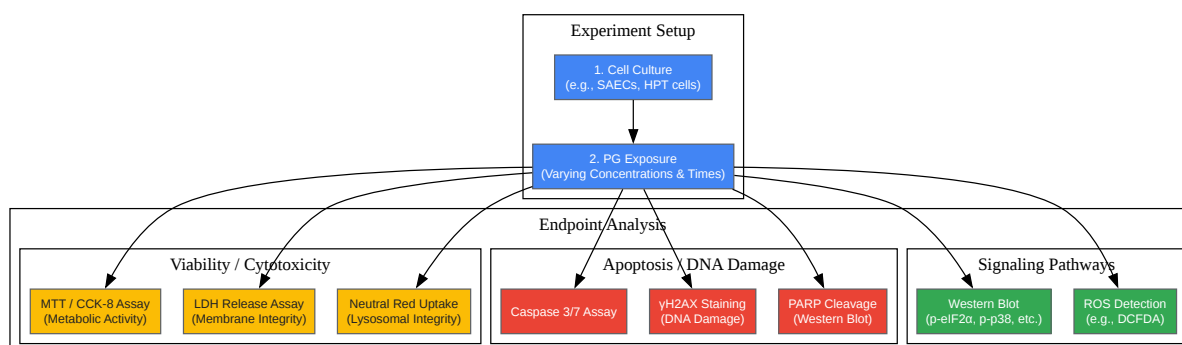 Experiment Setup
1. Cell Culture
(e.g., SAECs, HPT cells)
2. PG Exposure
(Varying Concentrations & Times)
Endpoint Analysis
Viability / Cytotoxicity
MTT / CCK-8 Assay
(Metabolic Activity)
LDH Release Assay
(Membrane Integrity)
Neutral Red Uptake
(Lysosomal Integrity)
Apoptosis / DNA Damage
Caspase 3/7 Assay
γH2AX Staining
(DNA Damage)
PARP Cleavage
(Western Blot)
Signaling Pathways
Western Blot
(p-eIF2α, p-p38, etc.)
ROS Detection
(e.g., DCFDA)